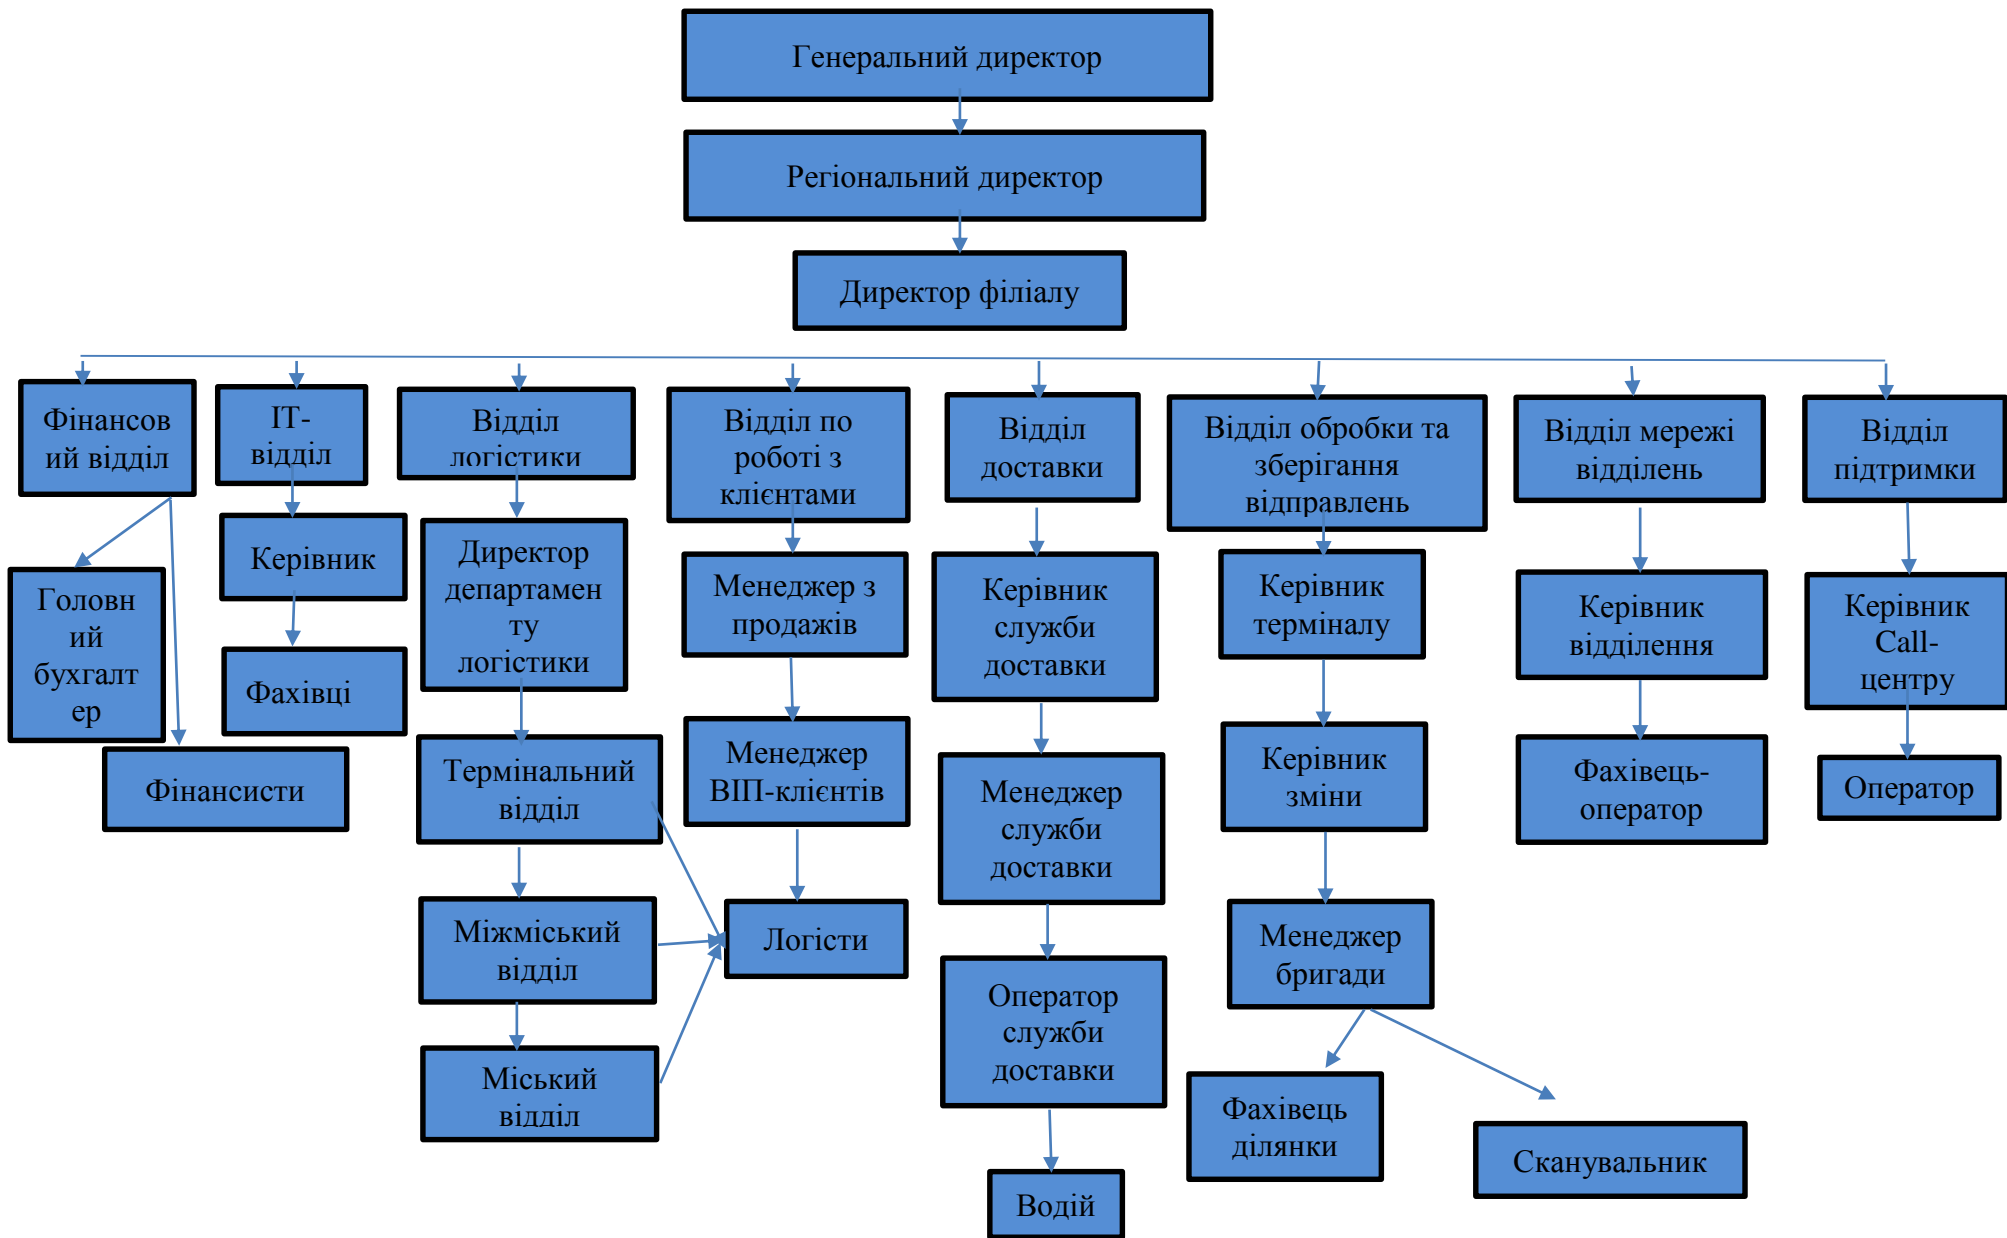 Генеральний директор
Регіональний директор
Директор філіалу
Фінансов
ий відділ
ІТ-
відділ
Відділ
логістики
Відділ по
роботі з
клієнтами
Відділ
доставки
Відділ обробки та
зберігання
відправлень
Відділ мережі
відділень
Відділ
підтримки
Головн
ий
бухгалт
ер
Фінансисти
Керівник
Фахівці
Директор
департамен
ту
логістики
Термінальний
відділ
Міжміський
відділ
Міський
відділ
Менеджер з
продажів
Менеджер
ВІП-клієнтів
Логісти
Керівник
служби
доставки
Менеджер
служби
доставки
Оператор
служби
доставки
Водій
Керівник
терміналу
Керівник
зміни
Менеджер
бригади
Фахівець
ділянки
Сканувальник
Керівник
відділення
Фахівець-
оператор
Керівник
Call-
центру
Оператор